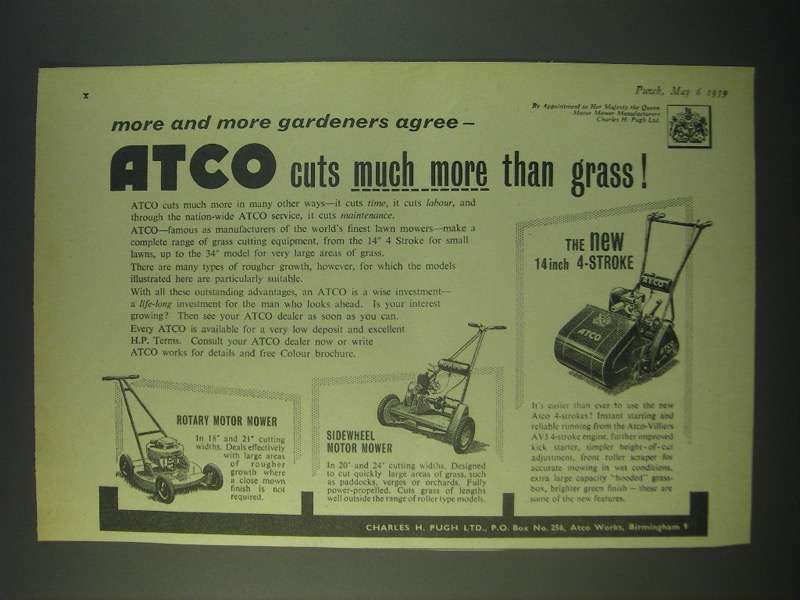 x
Punch, May 6 1959
By Appointment to Her Majesty the Queen
Motor Mower Manufacturers
Charles H. Pugh Ltd.
more and more gardeners agree –
ATCO cuts much more than grass!
ATCO cuts much more in many other ways—it cuts time, it cuts labour, and
through the nation-wide ATCO service, it cuts maintenance.
ATCO—famous as manufacturers of the world's finest lawn mowers—make a
complete range of grass cutting equipment, from the 14" 4 Stroke for small
lawns, up to the 34" model for very large areas of grass.
There are many types of rougher growth, however, for which the models
illustrated here are particularly suitable.
With all these outstanding advantages, an ATCO is a wise investment—
a life-long investment for the man who looks ahead. Is your interest
growing? Then see your ATCO dealer as soon as you can.
Every ATCO is available for a very low deposit and excellent
H.P. Terms. Consult your ATCO dealer now or write
ATCO works for details and free Colour brochure.
THE new
14 inch 4-STROKE
ATCO
ATCO
It's easier than ever to use the new
Atco 4-strokes! Instant starting and
reliable running from the Atco-Villiers
AV3 4-stroke engine, further improved
kick starter, simpler height-of-cut
adjustment, front roller scraper for
accurate mowing in wet conditions,
extra large capacity "hooded" grass-
box, brighter green finish – these are
some of the new features.
ROTARY MOTOR MOWER
In 18" and 21" cutting
widths. Deals effectively
with large areas
of rougher
growth where
a close mown
finish is not
required.
SIDEWHEEL
MOTOR MOWER
In 20" and 24" cutting widths. Designed
to cut quickly large areas of grass, such
as paddocks, verges or orchards. Fully
power-propelled. Cuts grass of lengths
well outside the range of roller type models.
CHARLES H. PUGH LTD., P.O. Box No. 256, Atco Works, Birmingham 9